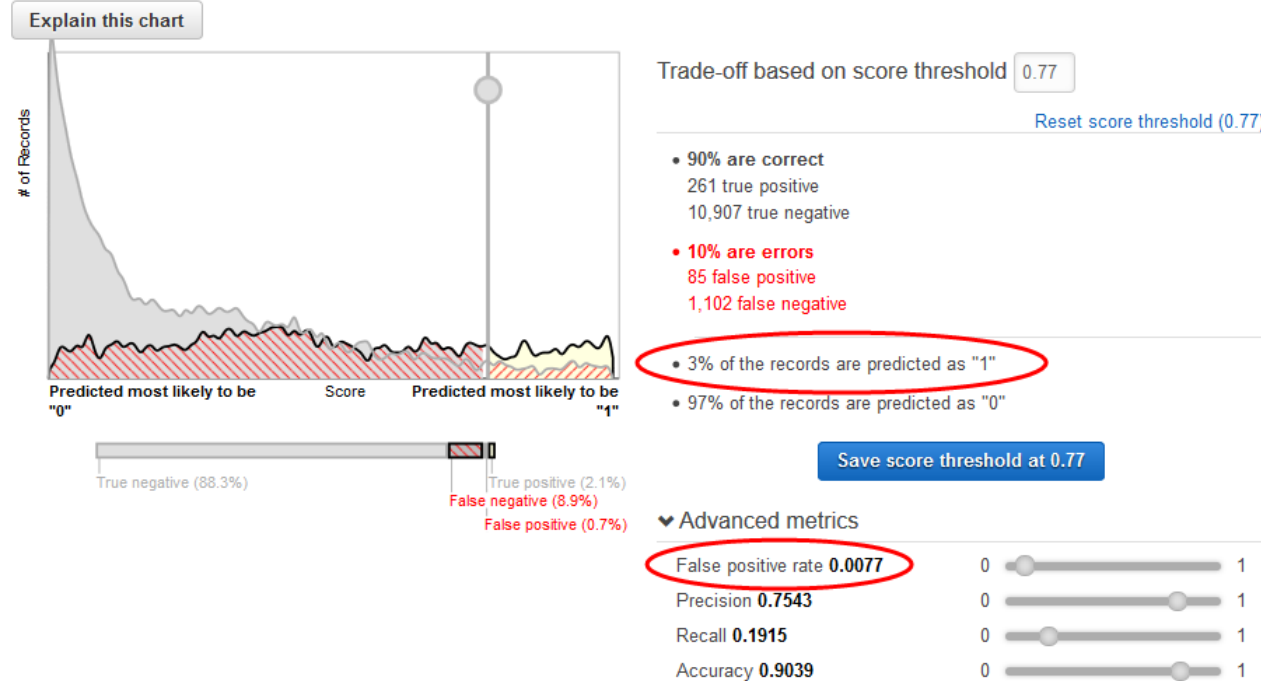 Explain this chart
# of Records
Predicted most likely to be "0"
Score
Predicted most likely to be "1"
True negative (88.3%)
True positive (2.1%)
False negative (8.9%)
False positive (0.7%)
Trade-off based on score threshold 0.77
Reset score threshold (0.77)
• 90% are correct
261 true positive
10,907 true negative
• 10% are errors
85 false positive
1,102 false negative
• 3% of the records are predicted as "1"
• 97% of the records are predicted as "0"
Save score threshold at 0.77
Advanced metrics
False positive rate 0.0077 0 1
Precision 0.7543 0 1
Recall 0.1915 0 1
Accuracy 0.9039 0 1